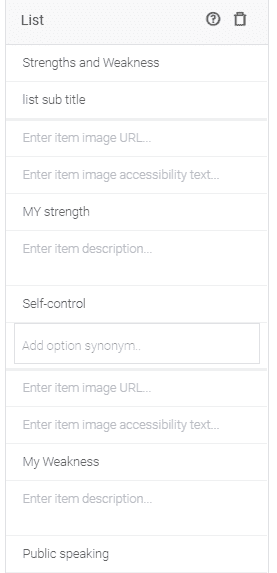 List
Strengths and Weakness
list sub title
Enter item image URL...
Enter item image accessibility text...
MY strength
Enter item description...
Self-control
Add option synonym..
Enter item image URL...
Enter item image accessibility text...
My Weakness
Enter item description...
Public speaking